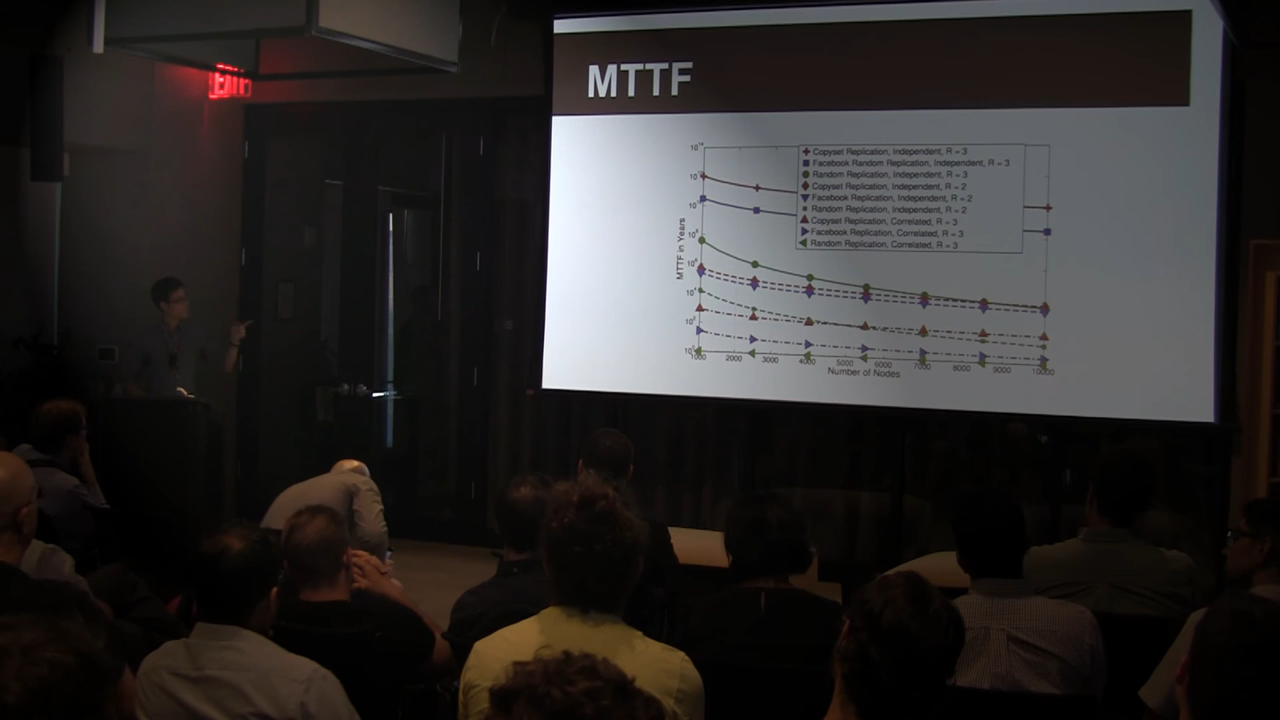 EXIT
MTTF
Copyset Replication, Independent, R = 3
Facebook Random Replication, Independent, R = 3
Random Replication, Independent, R = 3
Copyset Replication, Independent, R = 2
Facebook Replication, Independent, R = 2
Random Replication, Independent, R = 2
Copyset Replication, Correlated, R = 3
Facebook Replication, Correlated, R = 3
Random Replication, Correlated, R = 3
MTTF in Years
1000 2000 3000 4000 5000 6000 7000 8000 9000 10000
Number of Nodes